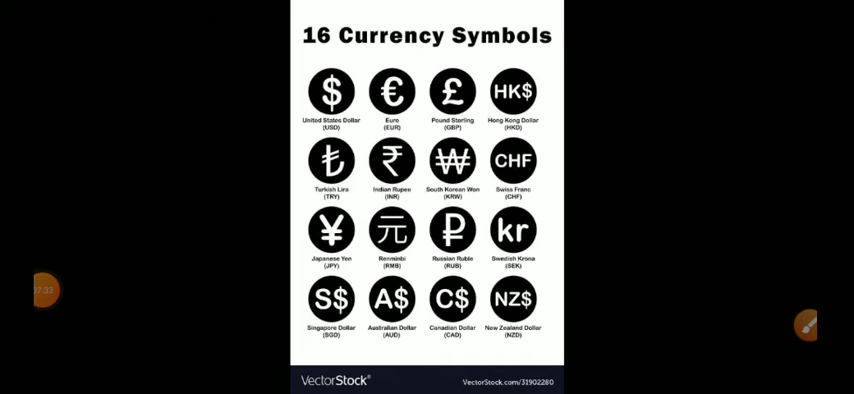 16 Currency Symbols
$ € £ HK$
United States Dollar Euro Pound Sterling Hong Kong Dollar
(USD) (EUR) (GBP) (HKD)
₺ ₹ ₩ CHF
Turkish Lira Indian Rupee South Korean Won Swiss Franc
(TRY) (INR) (KRW) (CHF)
¥ 元 ₽ kr
Japanese Yen Renminbi Russian Ruble Swedish Krona
(JPY) (RMB) (RUB) (SEK)
S$ A$ C$ NZ$
Singapore Dollar Australian Dollar Canadian Dollar New Zealand Dollar
(SGD) (AUD) (CAD) (NZD)
VectorStock® VectorStock.com/31902280